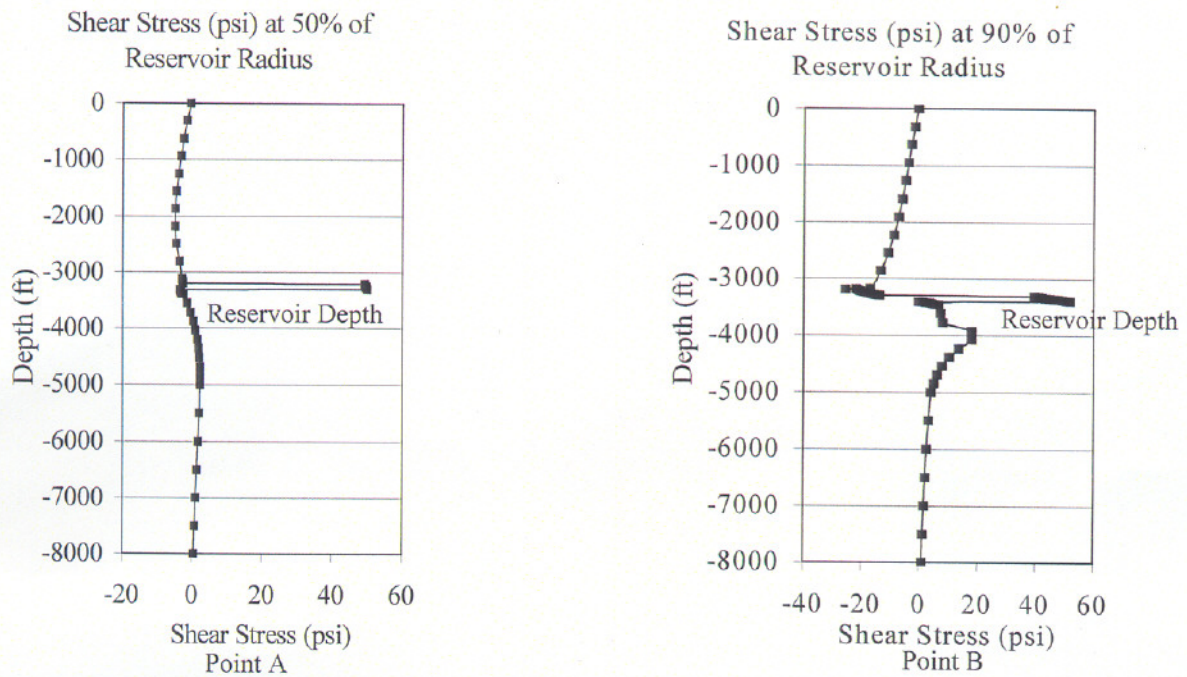 Shear Stress (psi) at 50% of
Reservoir Radius
0
-1000
-2000
-3000
-4000
-5000
-6000
-7000
-8000
Depth (ft)
Reservoir Depth
-20 0 20 40 60
Shear Stress (psi)
Point A
Shear Stress (psi) at 90% of
Reservoir Radius
0
-1000
-2000
-3000
-4000
-5000
-6000
-7000
-8000
Depth (ft)
Reservoir Depth
-40 -20 0 20 40 60
Shear Stress (psi)
Point B